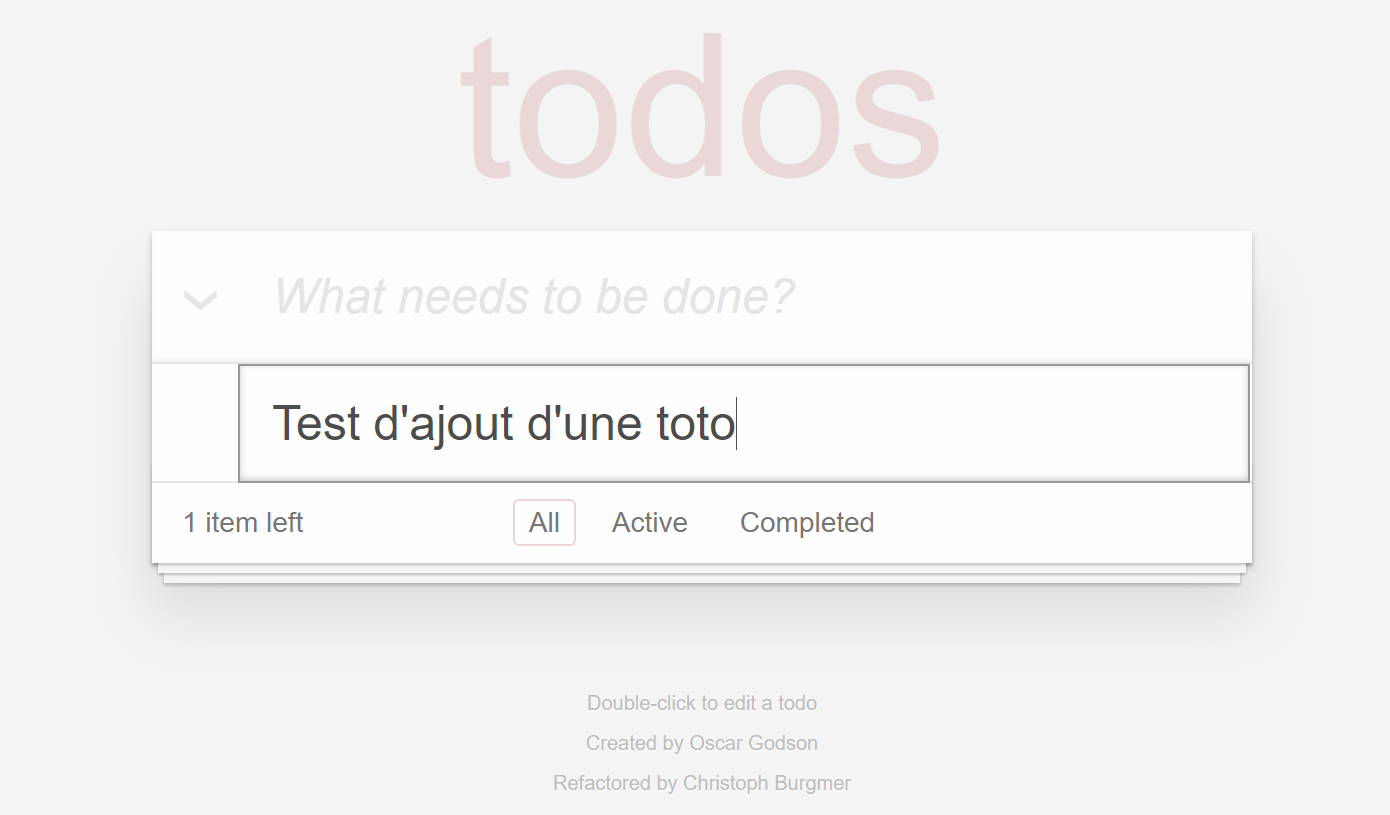 todos
What needs to be done?
Test d'ajout d'une toto
1 item left All Active Completed
Double-click to edit a todo
Created by Oscar Godson
Refactored by Christoph Burgmer